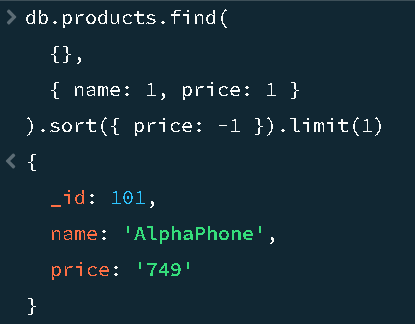 > db.products.find(
{},
{ name: 1, price: 1 }
).sort({ price: -1 }).limit(1)
< {
_id: 101,
name: 'AlphaPhone',
price: '749'
}